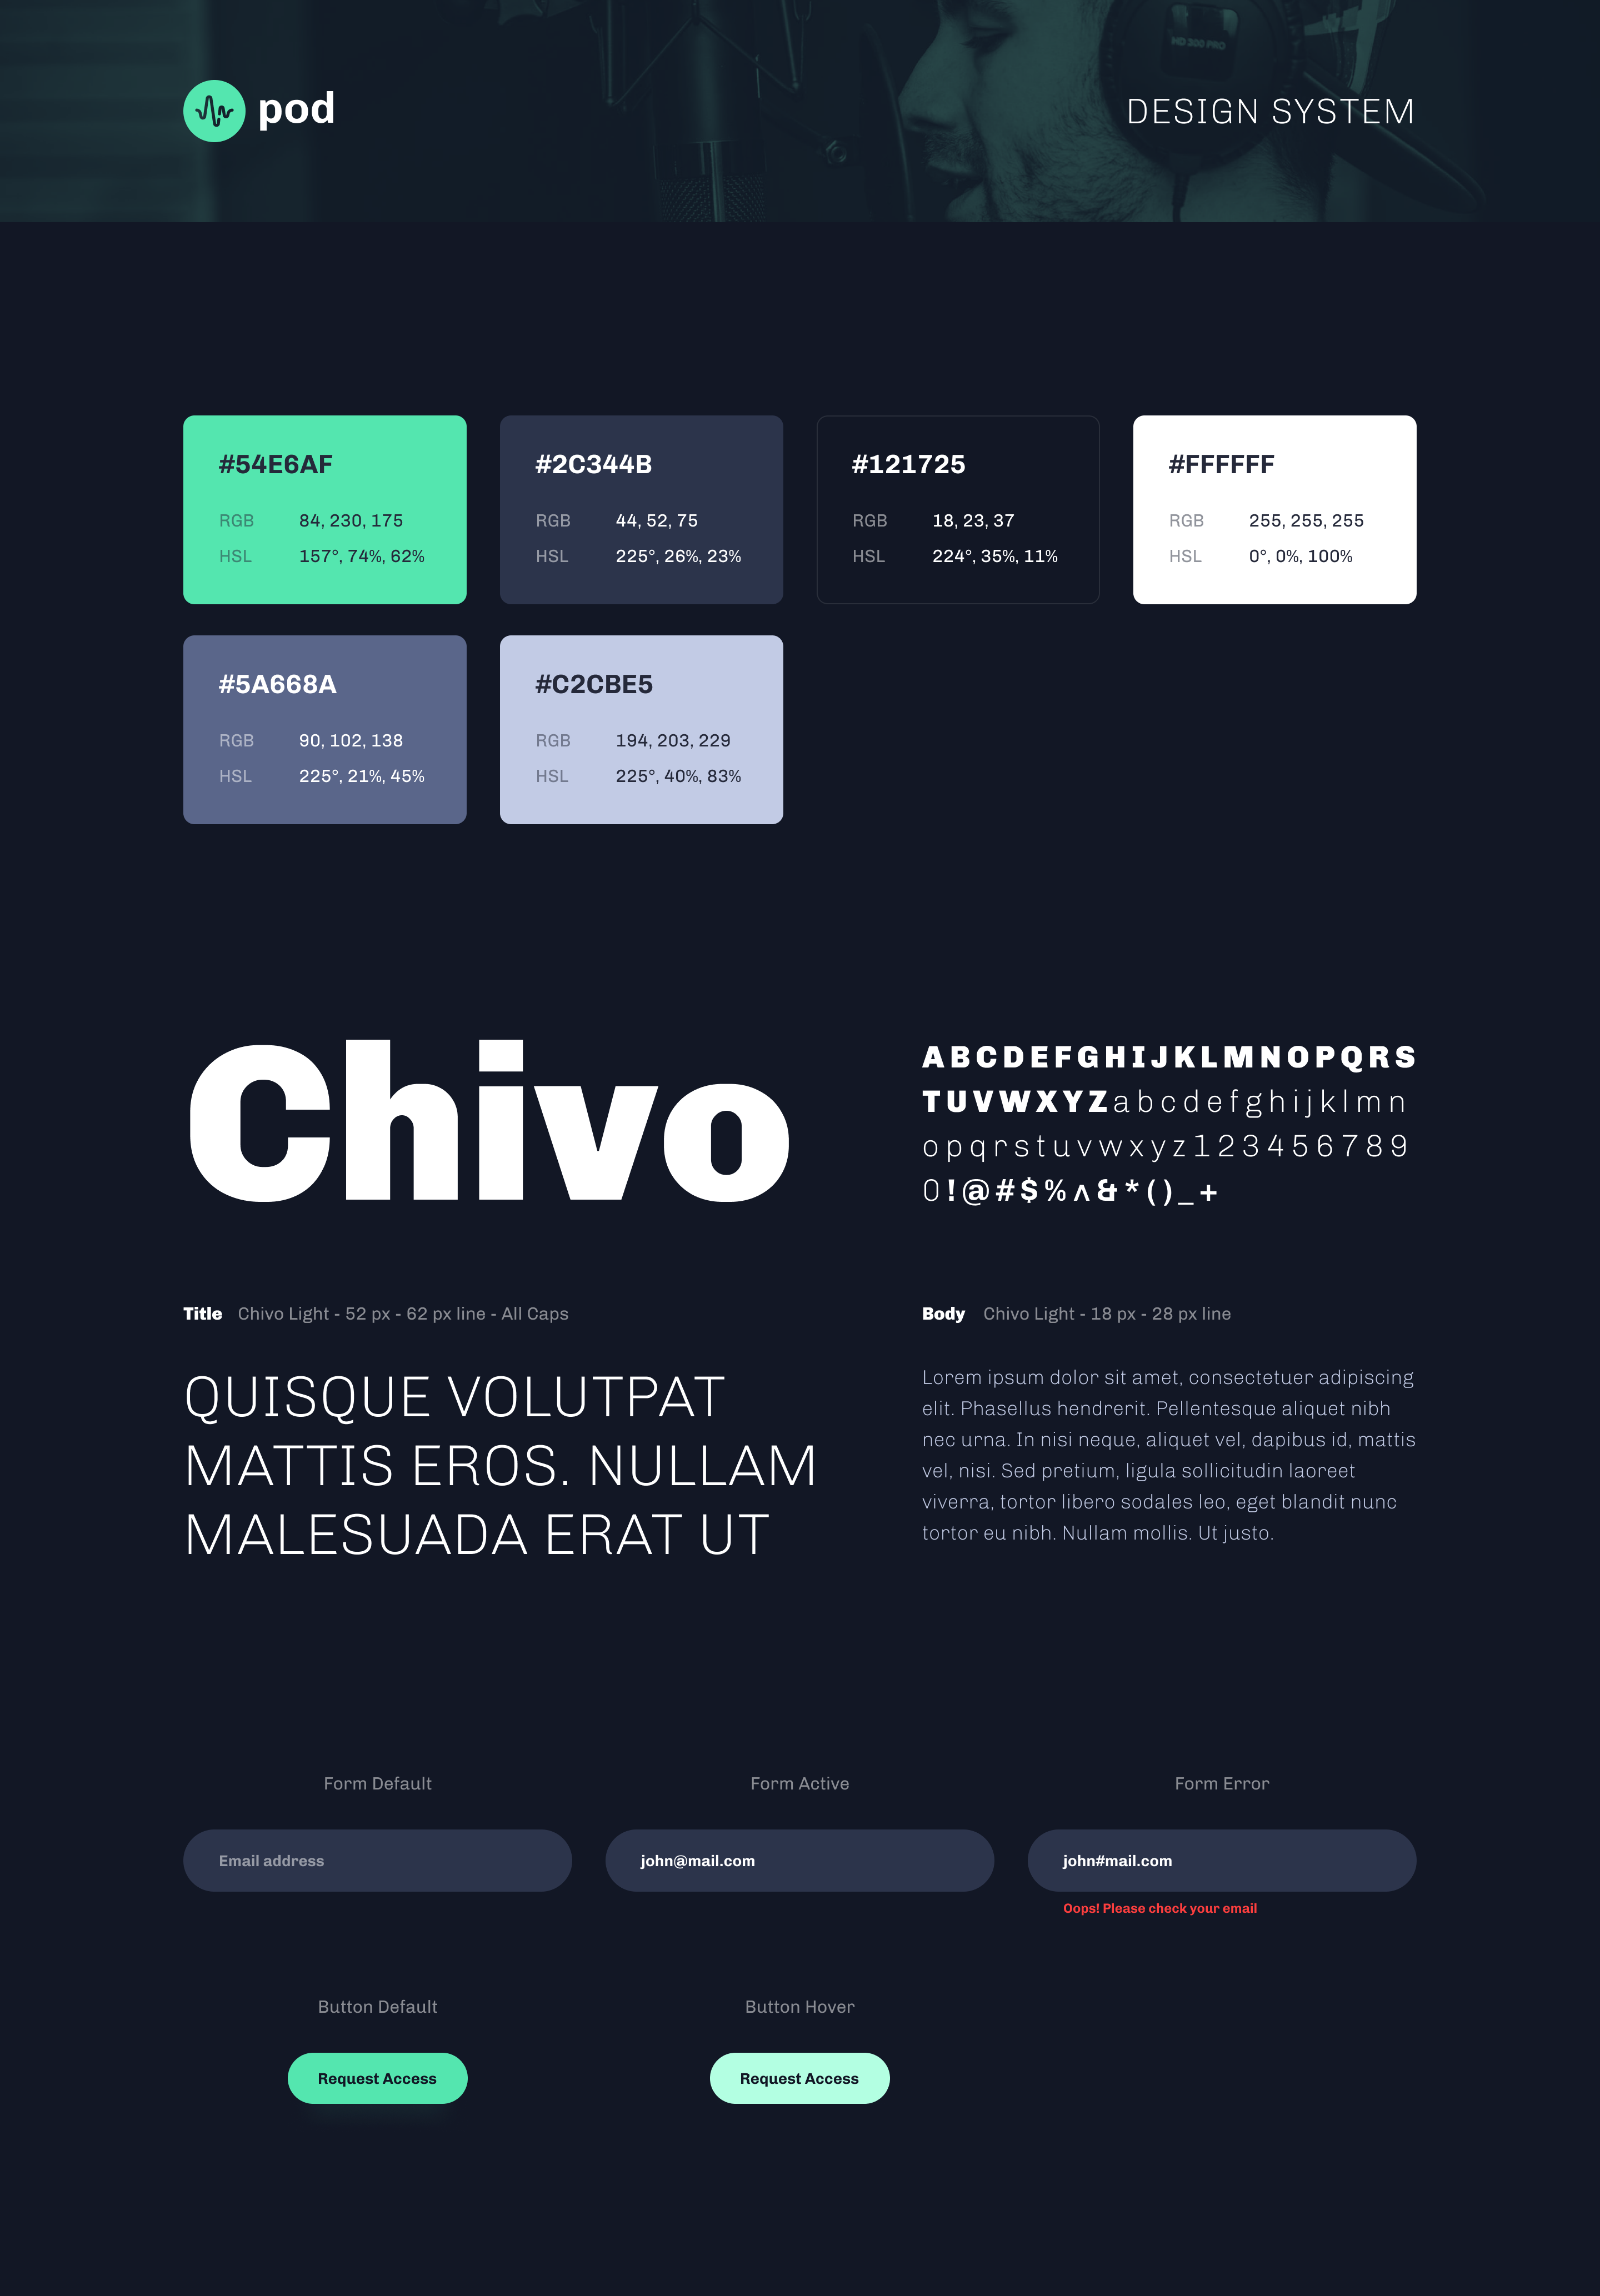 HD 300 PRO
pod
DESIGN SYSTEM
#54E6AF
RGB 84, 230, 175
HSL 157°, 74%, 62%
#2C344B
RGB 44, 52, 75
HSL 225°, 26%, 23%
#121725
RGB 18, 23, 37
HSL 224°, 35%, 11%
#FFFFFF
RGB 255, 255, 255
HSL 0°, 0%, 100%
#5A668A
RGB 90, 102, 138
HSL 225°, 21%, 45%
#C2CBE5
RGB 194, 203, 229
HSL 225°, 40%, 83%
Chivo
ABCDEFGHIJKLMNOPQRS
TUVWXYZabcdefghijklmn
opqrstuvwxyz123456789
0!@#$%^&*()_+
Title Chivo Light - 52 px - 62 px line - All Caps
QUISQUE VOLUTPAT
MATTIS EROS. NULLAM
MALESUADA ERAT UT
Body Chivo Light - 18 px - 28 px line
Lorem ipsum dolor sit amet, consectetuer adipiscing
elit. Phasellus hendrerit. Pellentesque aliquet nibh
nec urna. In nisi neque, aliquet vel, dapibus id, mattis
vel, nisi. Sed pretium, ligula sollicitudin laoreet
viverra, tortor libero sodales leo, eget blandit nunc
tortor eu nibh. Nullam mollis. Ut justo.
Form Default
Email address
Form Active
john@mail.com
Form Error
john#mail.com
Oops! Please check your email
Button Default
Request Access
Button Hover
Request Access